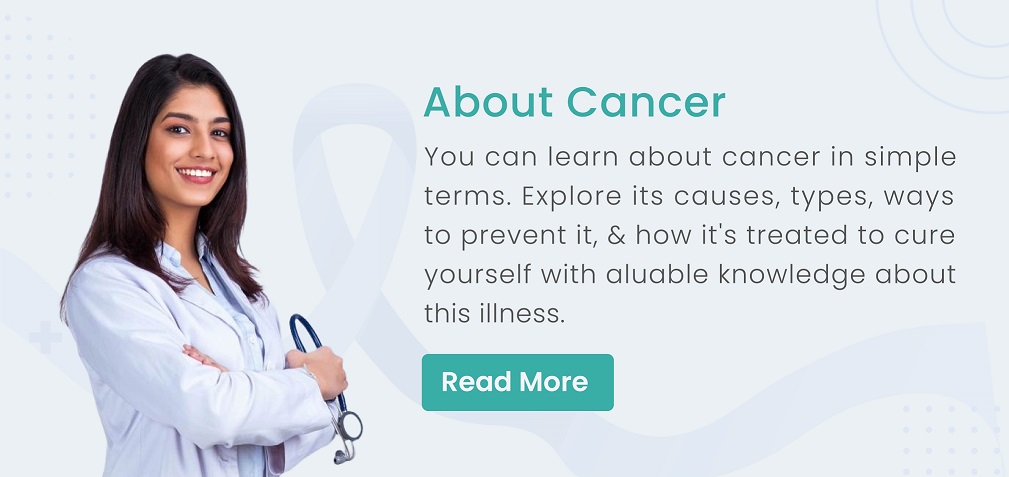 About Cancer
You can learn about cancer in simple
terms. Explore its causes, types, ways
to prevent it, & how it's treated to cure
yourself with aluable knowledge about
this illness.
Read More